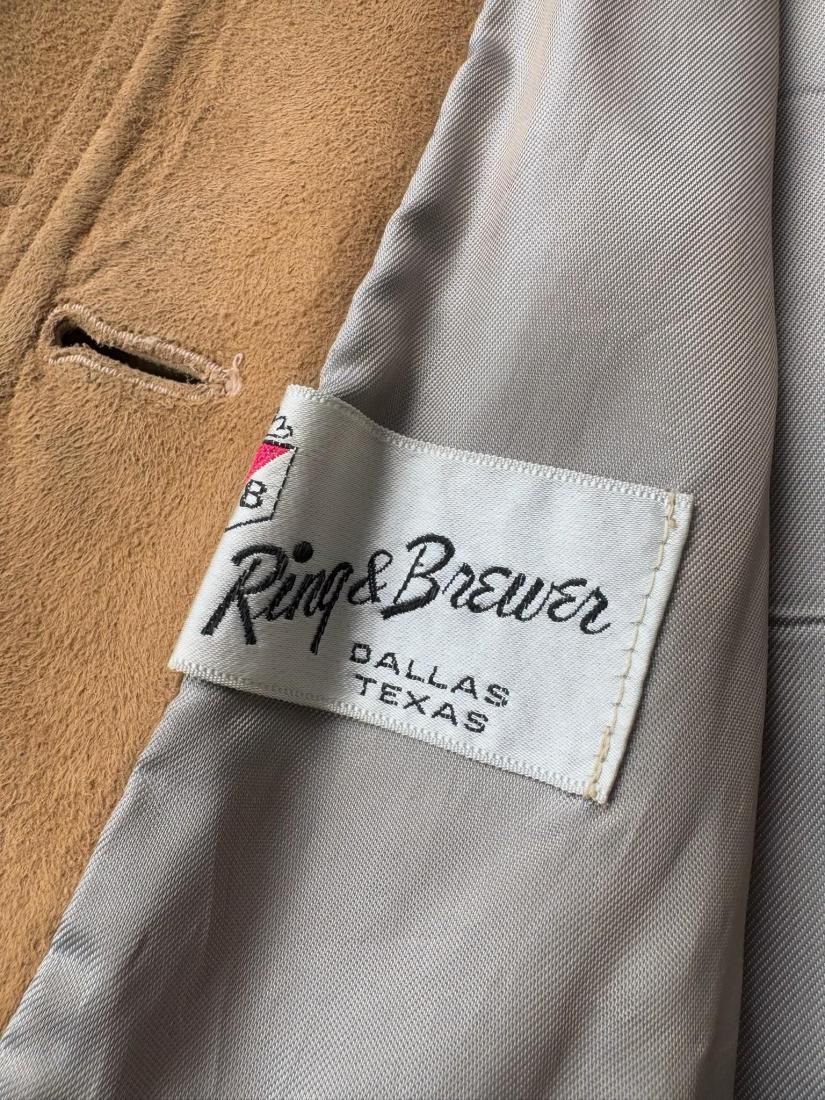 B
Ring & Brewer
DALLAS
TEXAS